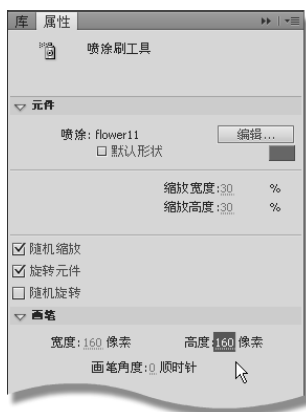 库 属性
喷涂刷工具
元件
喷涂: flower11 编辑...
默认形状
缩放宽度:30 %
缩放高度:30 %
随机缩放
旋转元件
随机旋转
画笔
宽度: 160 像素 高度: 160 像素
画笔角度: 0 顺时针